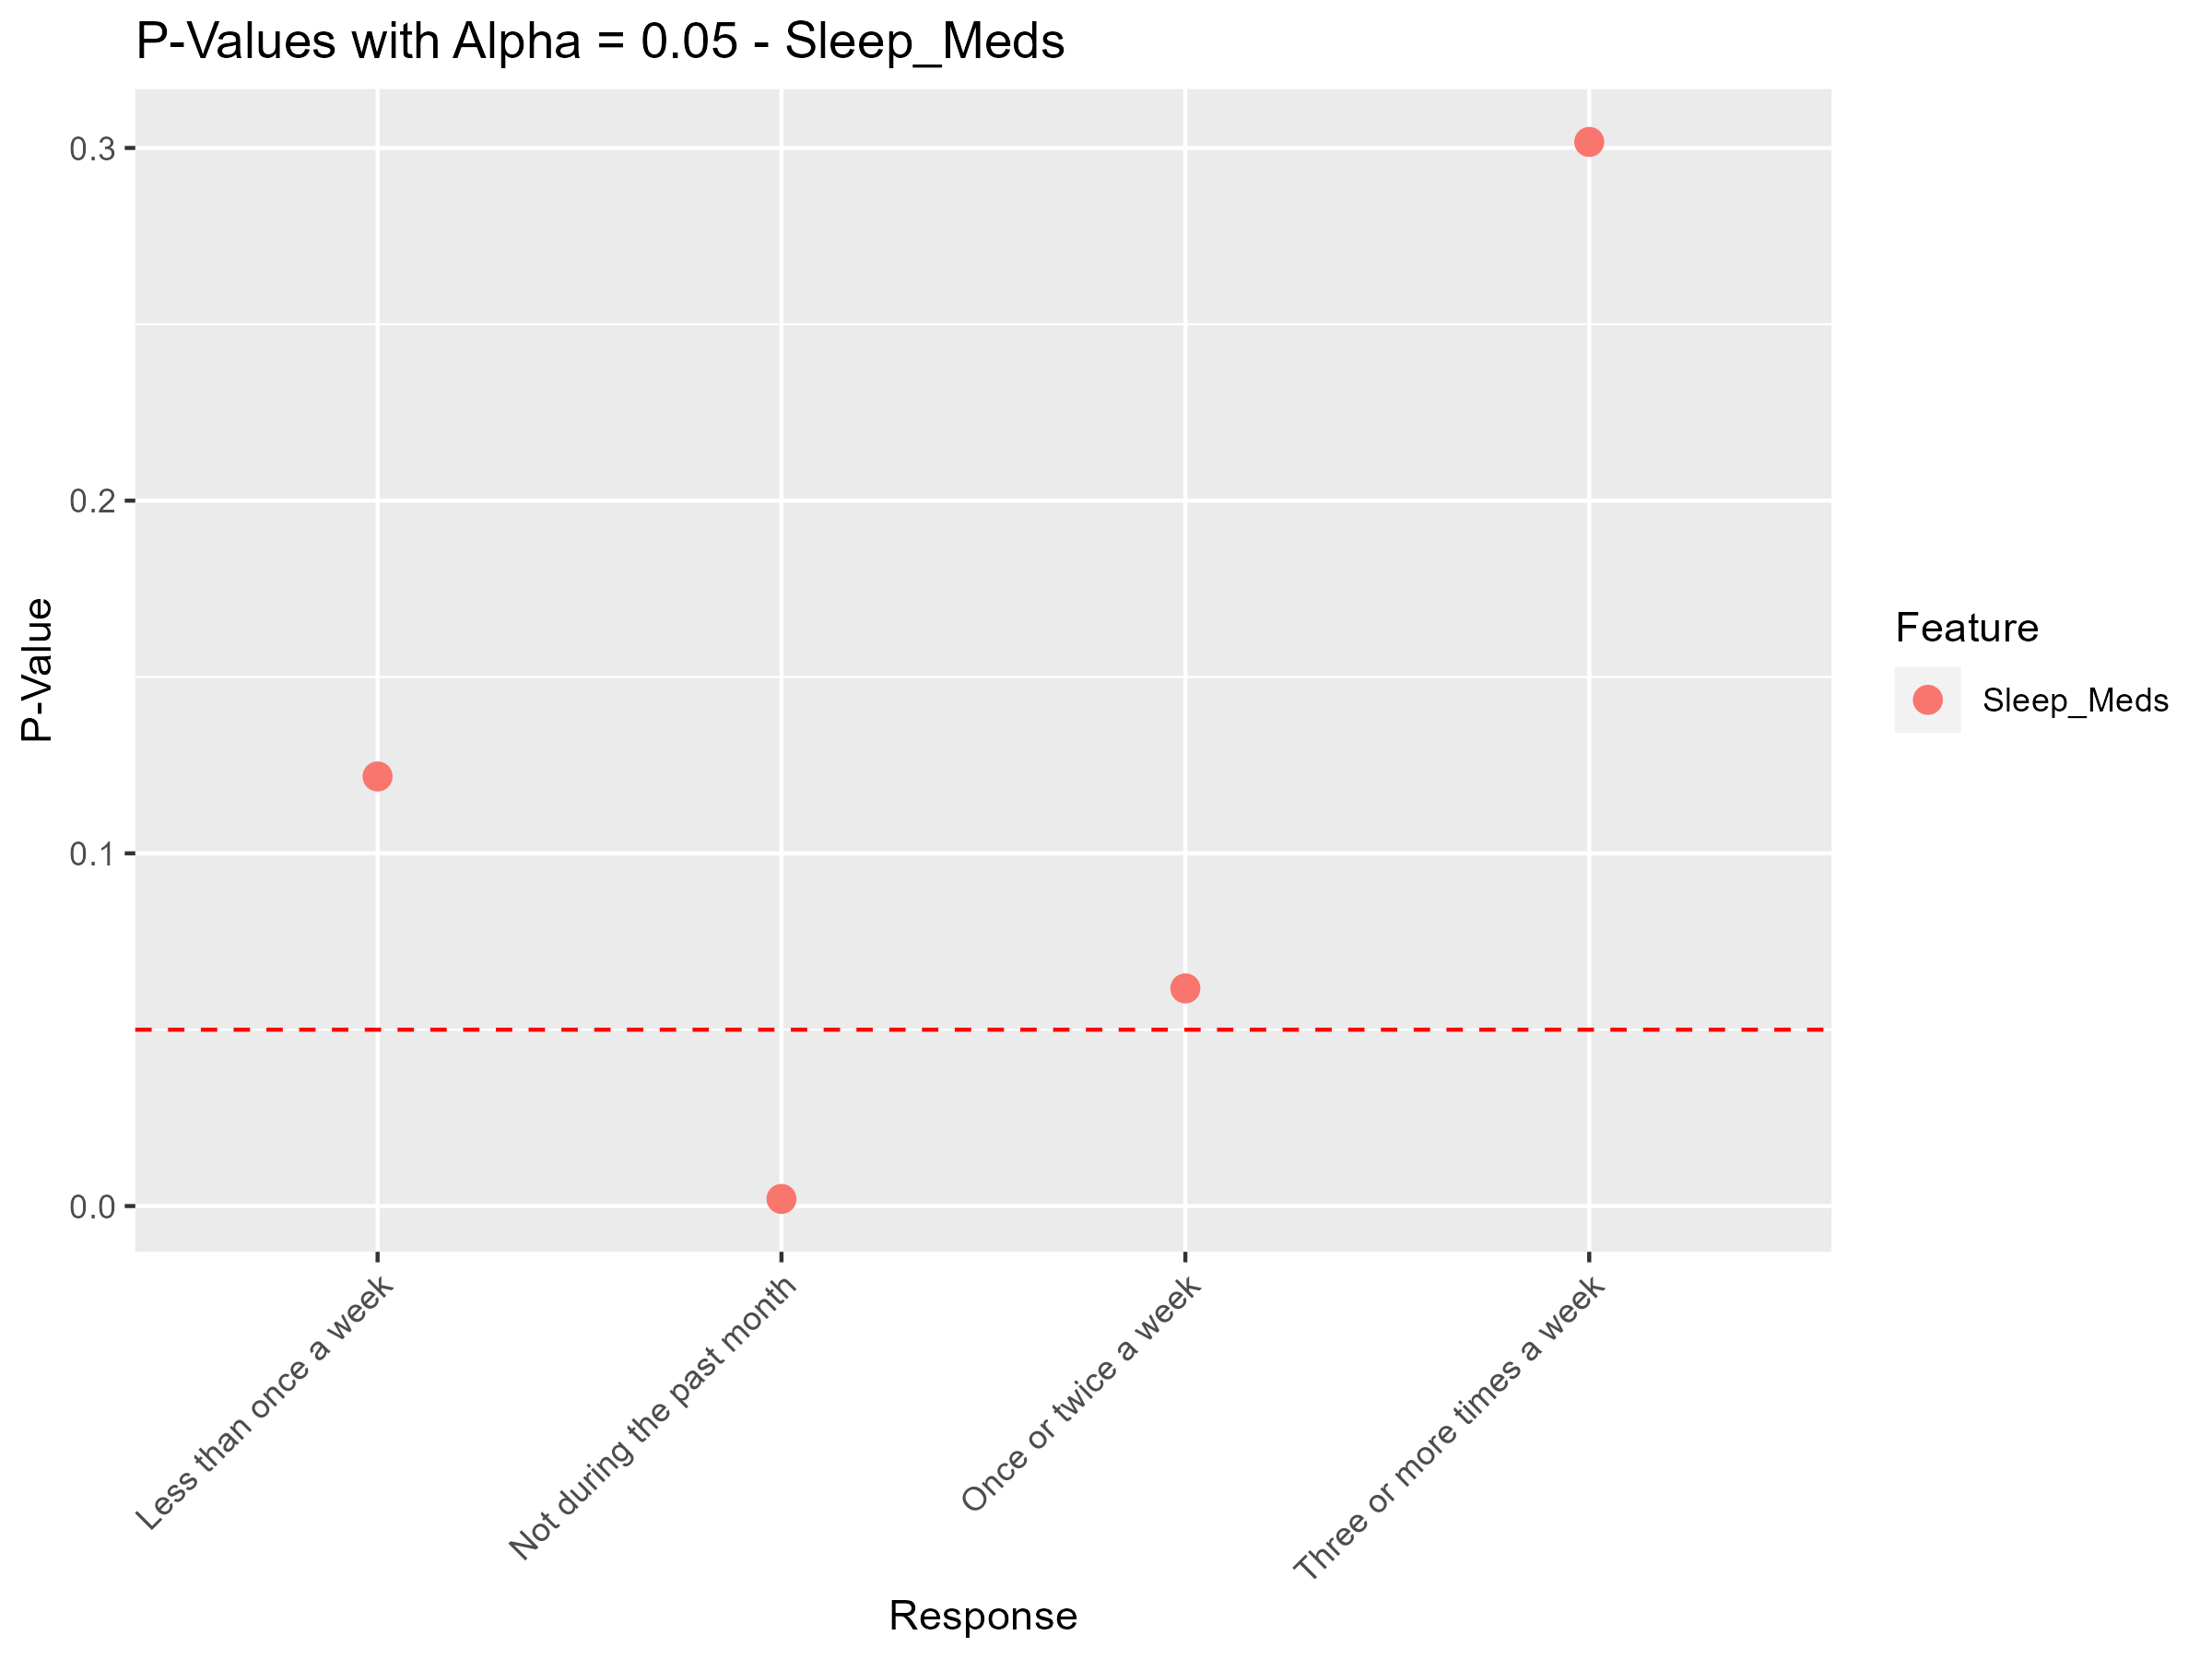 P-Values with Alpha = 0.05 - Sleep_Meds
P-Value
0.3
0.2
0.1
0.0
Less than once a week
Not during the past month
Once or twice a week
Three or more times a week
Response
Feature
Sleep_Meds